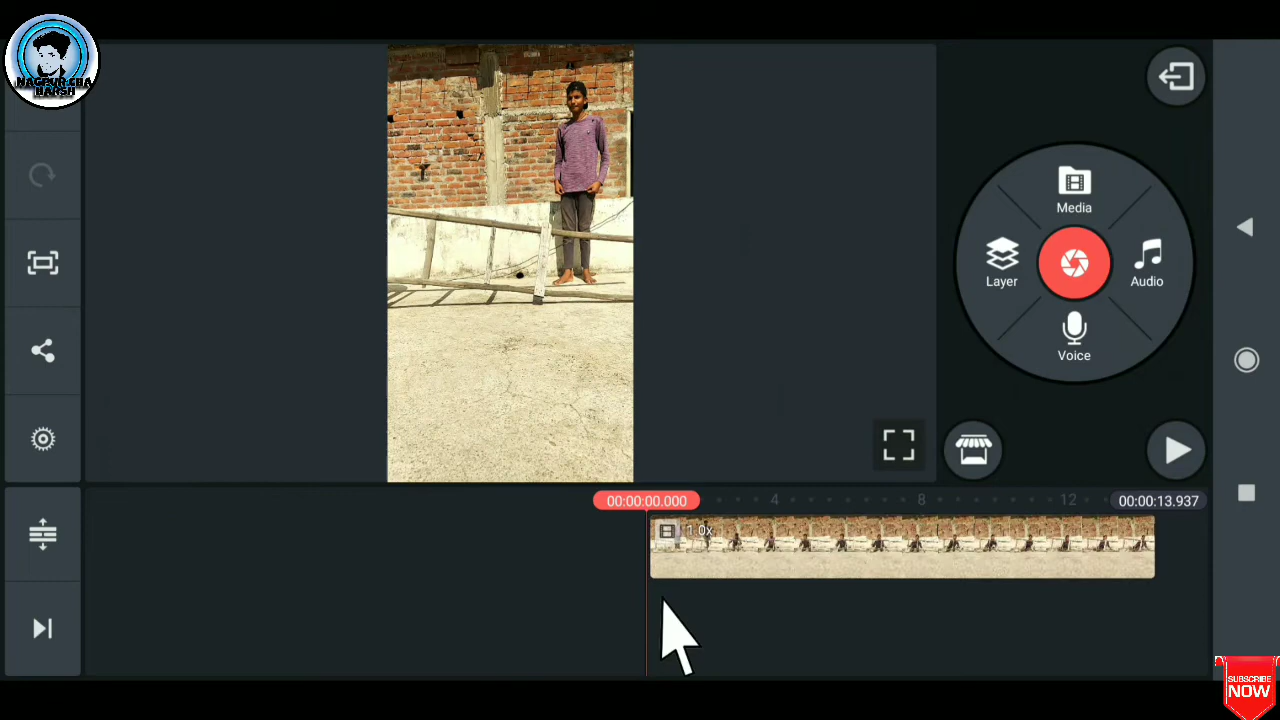 NAGPUR CHA
HARSH
Media
Layer
Audio
Voice
00:00:00.000
4
8
12
00:00:13.937
1.0x
SUBSCRIBE
NOW